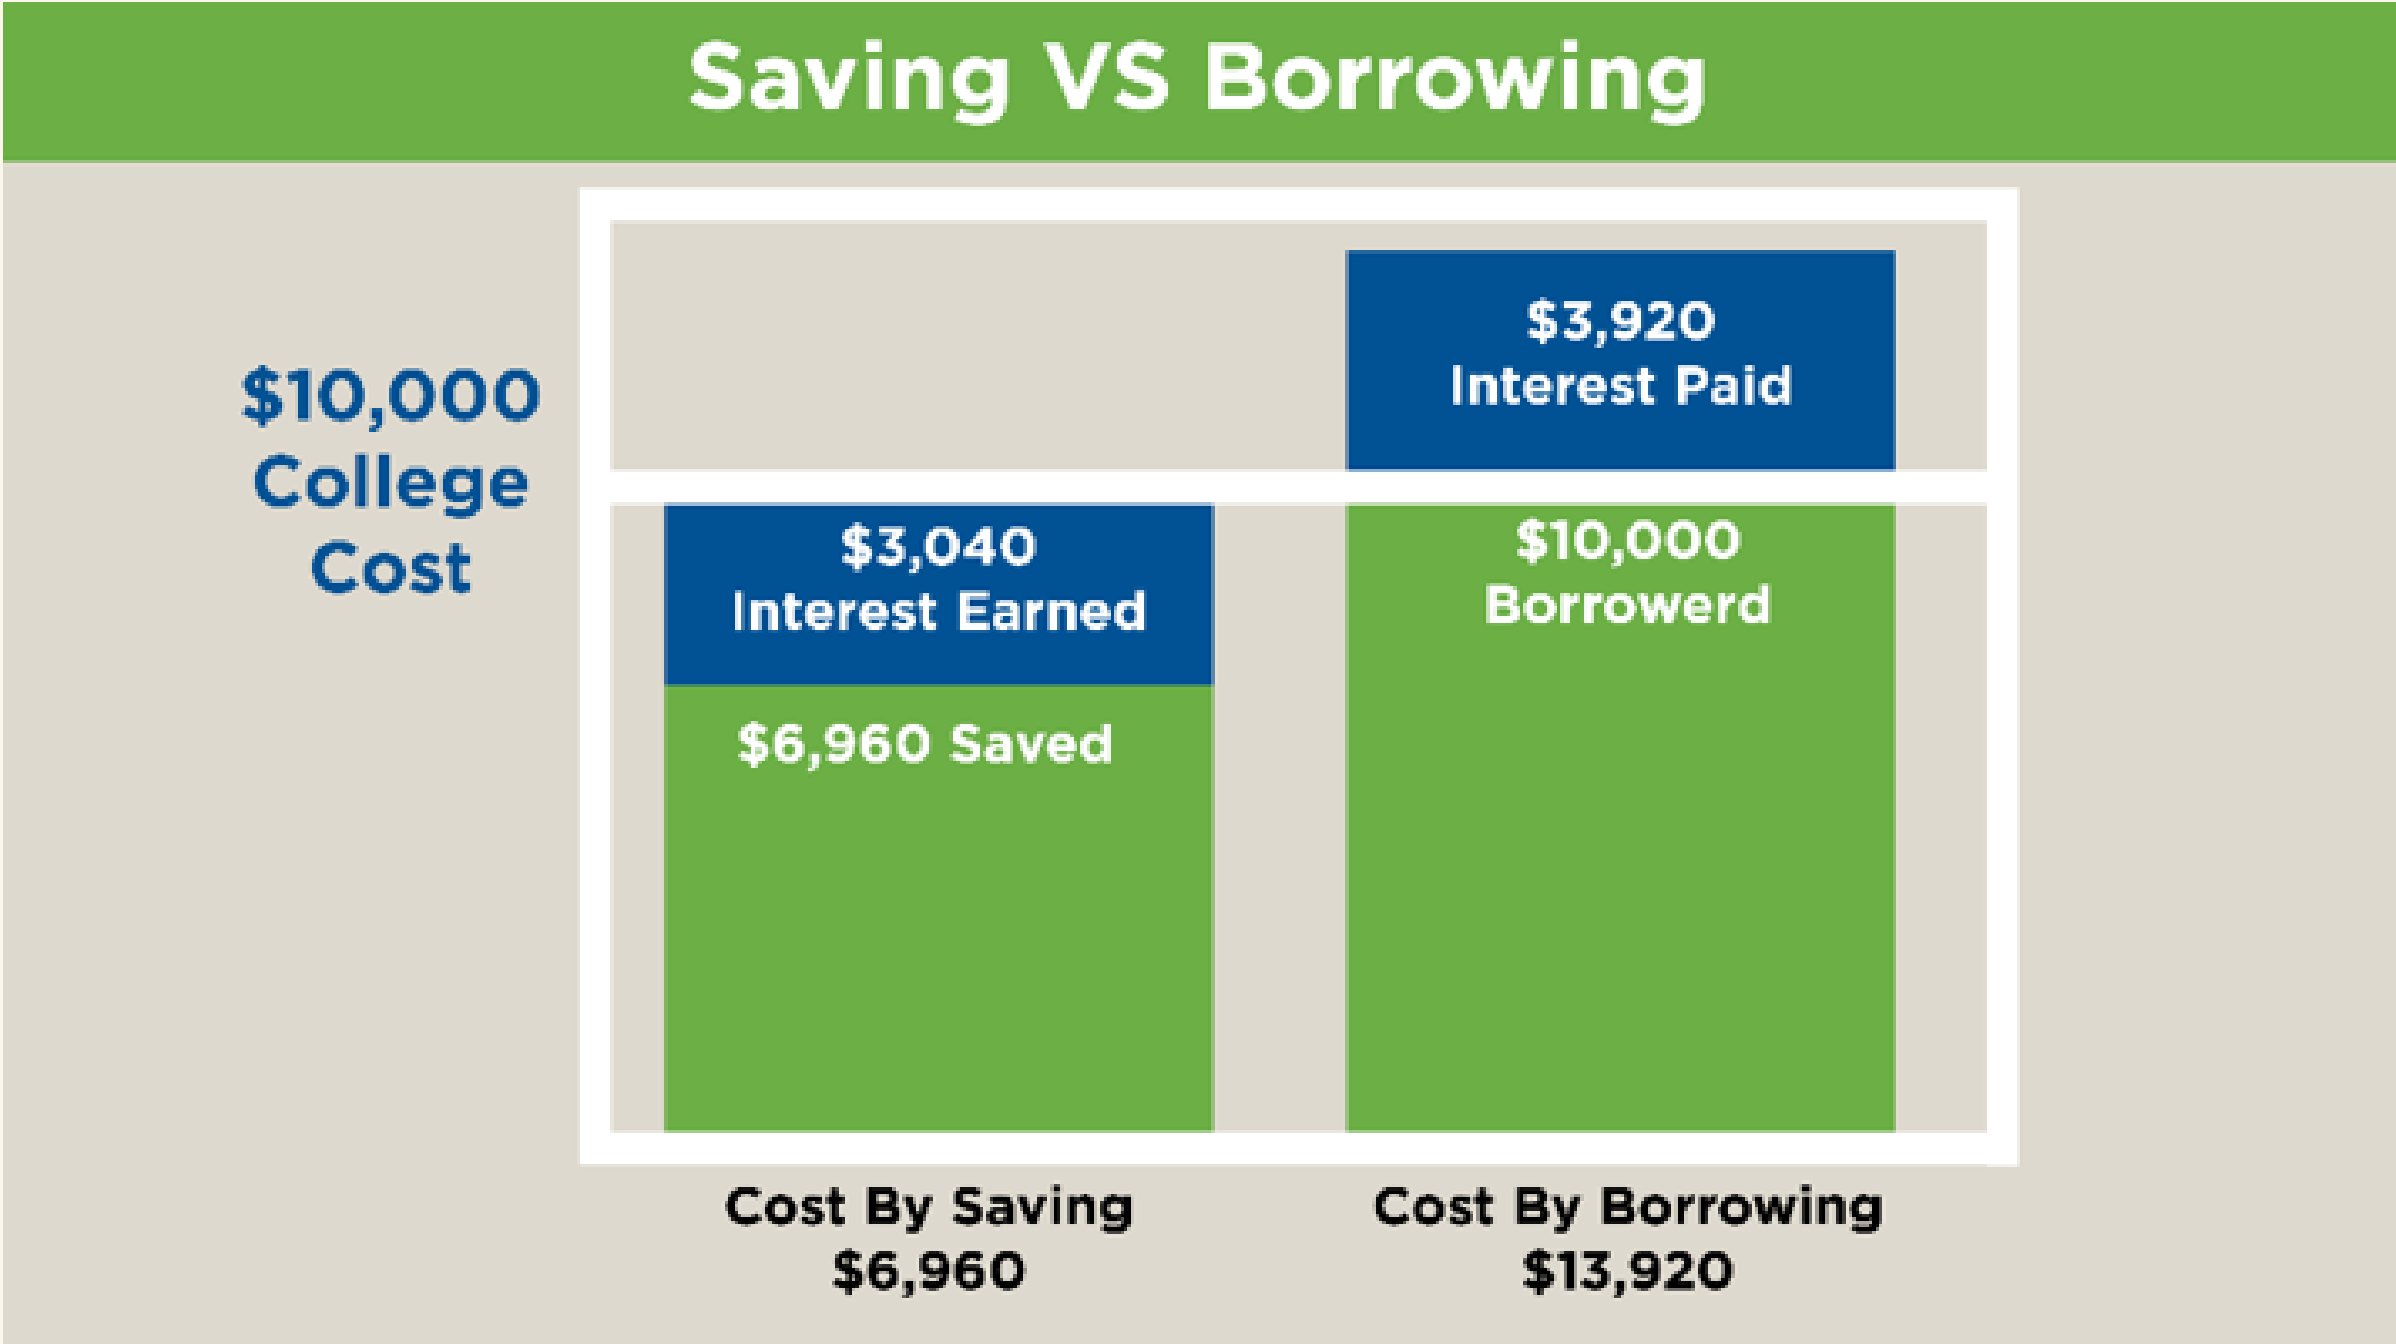 Saving VS Borrowing
$10,000
College
Cost
$3,920
Interest Paid
$3,040
Interest Earned
$10,000
Borrowerd
$6,960 Saved
Cost By Saving
$6,960
Cost By Borrowing
$13,920